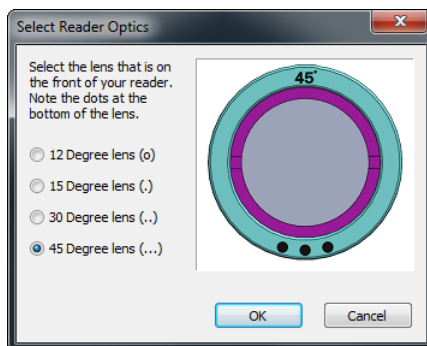 Select Reader Optics
Select the lens that is on
the front of your reader.
Note the dots at the
bottom of the lens.
12 Degree lens (o)
15 Degree lens (.)
30 Degree lens (..)
45 Degree lens (...)
45°
OK
Cancel